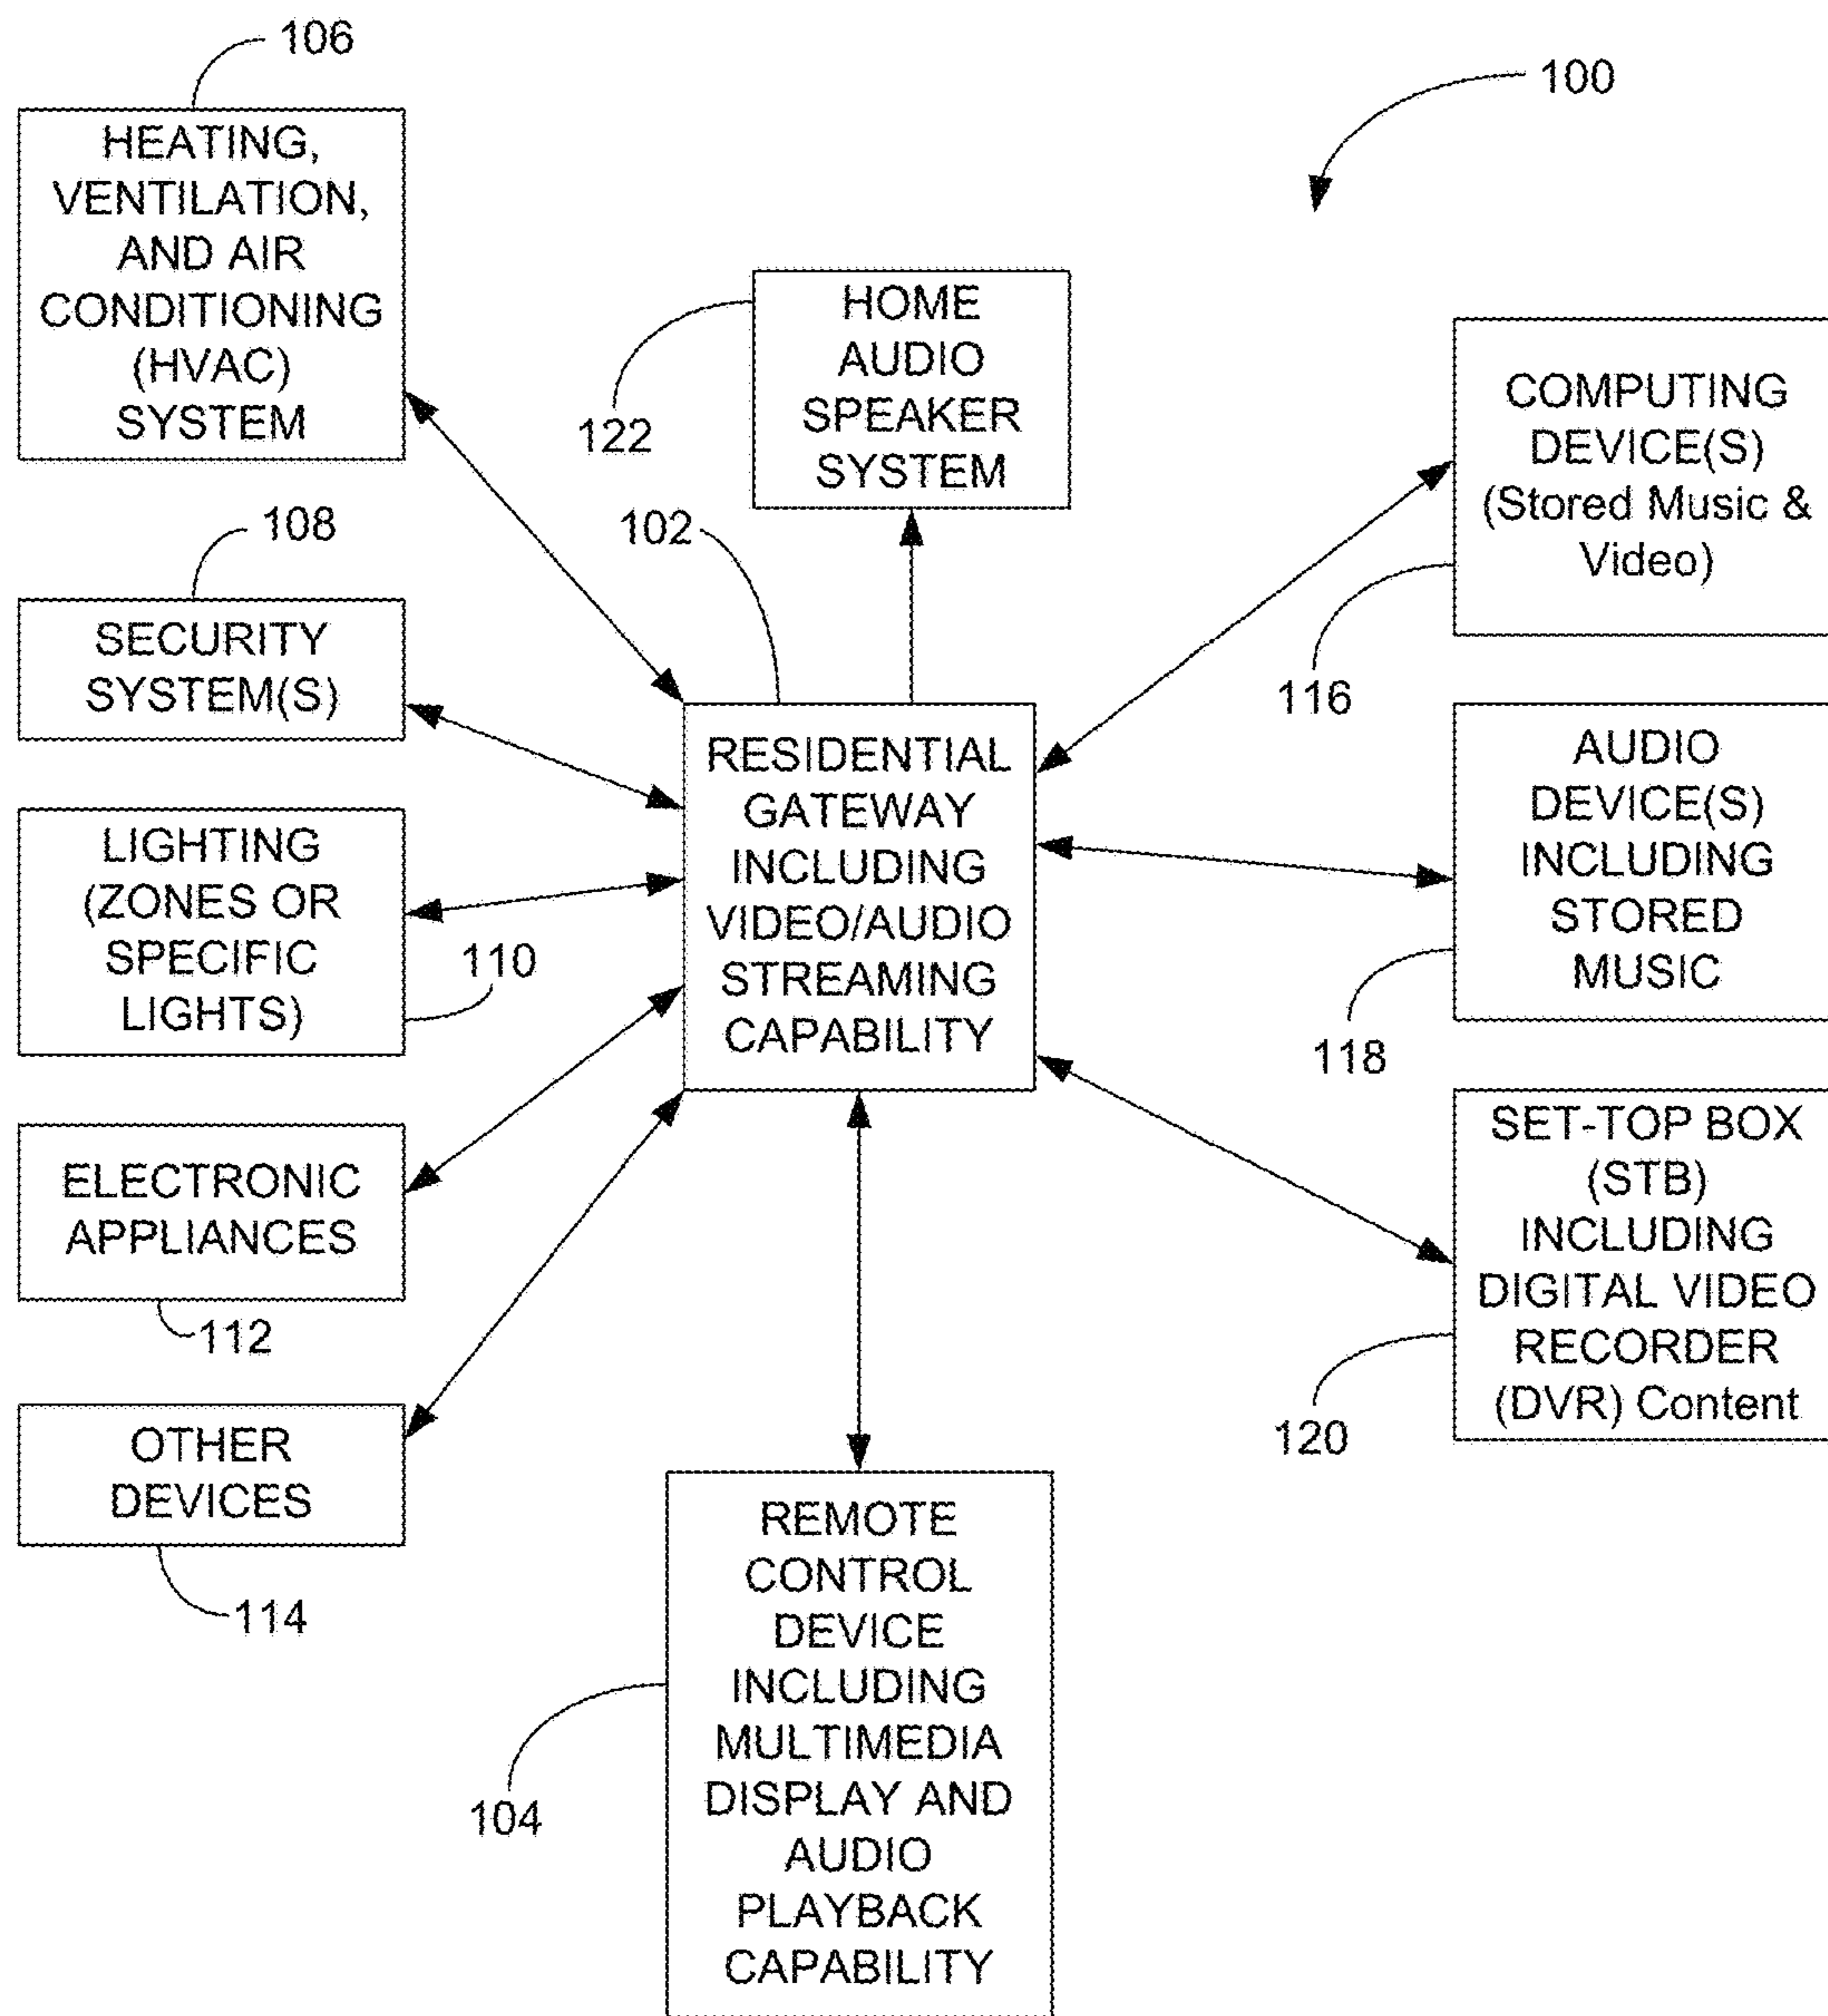 106
100
HEATING,
VENTILATION,
AND AIR
CONDITIONING
(HVAC)
SYSTEM
HOME
AUDIO
SPEAKER
SYSTEM
122
COMPUTING
DEVICE(S)
(Stored Music &
Video)
116
108
SECURITY
SYSTEM(S)
102
RESIDENTIAL
GATEWAY
INCLUDING
VIDEO/AUDIO
STREAMING
CAPABILITY
AUDIO
DEVICE(S)
INCLUDING
STORED
MUSIC
118
LIGHTING
(ZONES OR
SPECIFIC
LIGHTS)
110
ELECTRONIC
APPLIANCES
112
SET-TOP BOX
(STB)
INCLUDING
DIGITAL VIDEO
RECORDER
(DVR) Content
120
OTHER
DEVICES
114
REMOTE
CONTROL
DEVICE
INCLUDING
MULTIMEDIA
DISPLAY AND
AUDIO
PLAYBACK
CAPABILITY
104